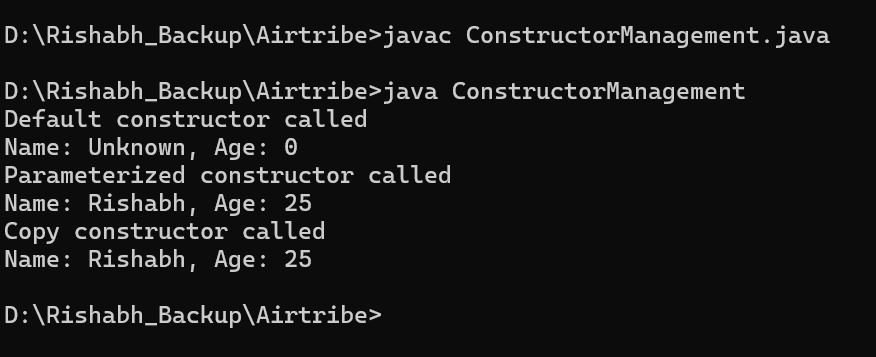 D:\Rishabh_Backup\Airtribe>javac ConstructorManagement.java
D:\Rishabh_Backup\Airtribe>java ConstructorManagement
Default constructor called
Name: Unknown, Age: 0
Parameterized constructor called
Name: Rishabh, Age: 25
Copy constructor called
Name: Rishabh, Age: 25
D:\Rishabh_Backup\Airtribe>